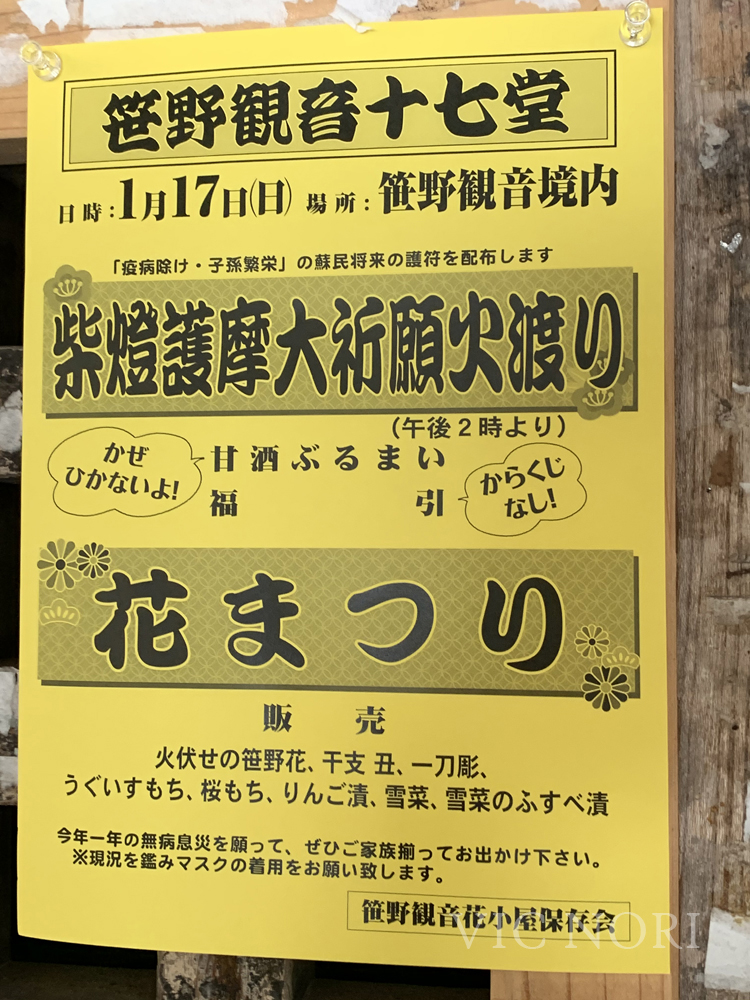 笹野観音十七堂
日時:1月17日(日) 場所:笹野観音境内
「疫病除け・子孫繁栄」の蘇民将来の護符を配布します
柴燈護摩大祈願火渡り
(午後2時より)
かぜ
ひかないよ!
甘酒ぶるまい
福引
からくじ
なし!
花まつり
販売
火伏せの笹野花、干支 丑、一刀彫、
うぐいすもち、桜もち、りんご漬、雪菜、雪菜のふすべ漬
今年一年の無病息災を願って、ぜひご家族揃ってお出かけ下さい。
※現況を鑑みマスクの着用をお願い致します。
笹野観音花小屋保存会
VIC NORI